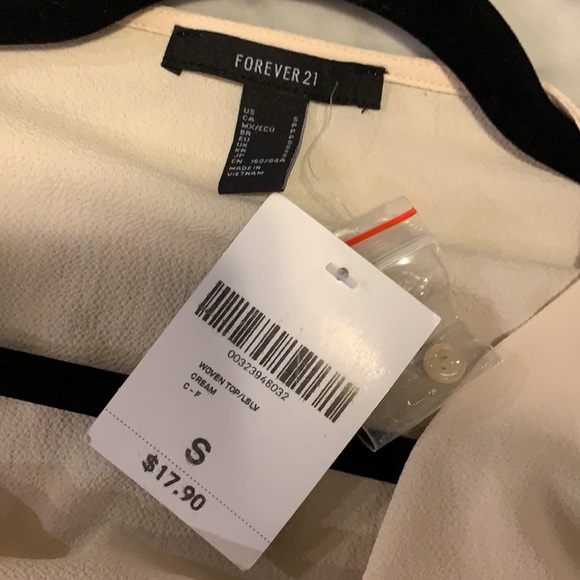 FOREVER 21
US S
CA P
MX/ECU P
BR P
EU S
UK S
KR S
JP S
CN 160/84A
MADE IN
VIETNAM
00323946032
WOVEN TOP/LSLV
CREAM
C - F
S
$17.90